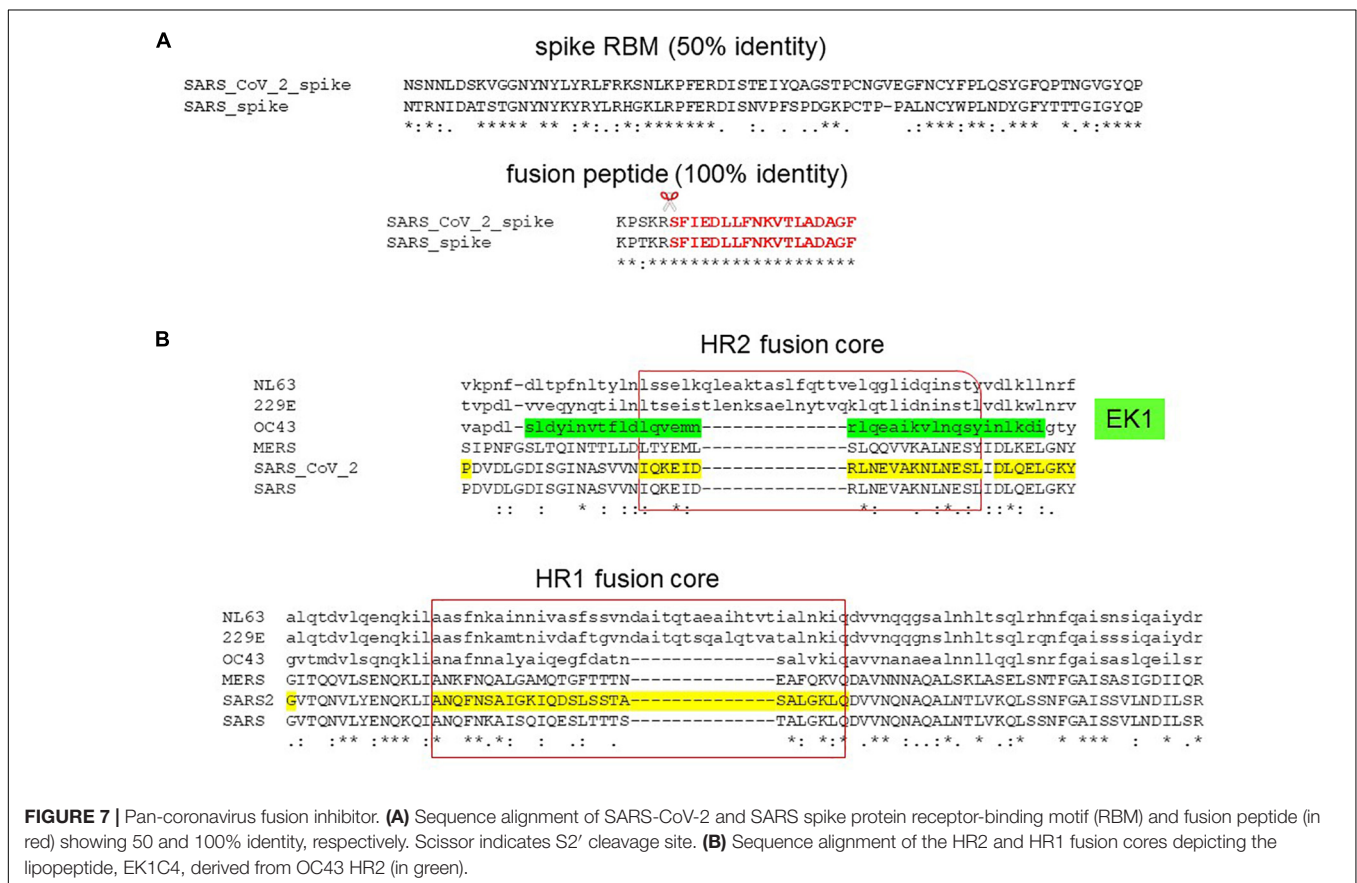 A
spike RBM (50% identity)
SARS_CoV_2_spike NSNNLDSKVGGNYNYLYRLFRKSNLKPFERDISTEIYQAGSTPCNGVEGFNCYFPLQSYGFQPTNGVGYQP
SARS_spike NTRNIDATSTGNYNYKYRYLRHGKLRPFERDISNVPFSPDGKPCTP-PALNCYWPLNDYGFYTTTGIGYQP
*:*:. ***** ** :*:.:*:*******. :. . ..**. .:***:**:.*** *.*:****
fusion peptide (100% identity)
SARS_CoV_2_spike KPSKRSFIEDLLFNKVTLADAGF
SARS_spike KPTKRSFIEDLLFNKVTLADAGF
**:********************
B
HR2 fusion core
NL63 vkpnf-dltpfnltylnlsselkqleaktaslfqttvelqglidqinstyvdlkllnrf
229E tvpdl-vveqynqtilnltseistlenksaelnytvqklqtlidninstlvdlkwlnrv
OC43 vapdl-sldyinvtfldlqvemn--------------rlqeaikvlnqsyinlkdigty
EK1
MERS SIPNFGSLTQINTTLLDLTYEML--------------SLQQVVKALNESYIDLKELGNY
SARS_CoV_2 PDVDLGDISGINASVVNIQKEID--------------RLNEVAKNLNESLIDLQELGKY
SARS PDVDLGDISGINASVVNIQKEID--------------RLNEVAKNLNESLIDLQELGKY
:: : * : :: *: *: .:*:: ::*: :.
HR1 fusion core
NL63 alqtdvlqenqkilaasfnkainnivasfssvndaitqtaeaihtvtialnkiqdvvnqqgsalnhltsqlrhnfqaisnsiqaiydr
229E alqtdvlqenqkilaasfnkamtnivdaftgvndaitqtsqalqtvatalnkiqdvvnqqgnslnhltsqlrqnfqaisssiqaiydr
OC43 gvtmdvlsqnqklianafnnalyaiqegfdatn--------------salvkiqavvnanaealnnllqqlsnrfgaisaslqeilsr
MERS GITQQVLSENQKLIANKFNQALGAMQTGFTTTN--------------EAFQKVQDAVNNNAQALSKLASELSNTFGAISASIGDIIQR
SARS2 GVTQNVLYENQKLIANQFNSAIGKIQDSLSSTA--------------SALGKLQDVVNQNAQALNTLVKQLSSNFGAISSVLNDILSR
SARS GVTQNVLYENQKQIANQFNKAISQIQESLTTTS--------------TALGKLQDVVNQNAQALNTLVKQLSSNFGAISSVLNDILSR
.: :** :*** :* **.*: : .: . *: *:* .** :..:*. * .:* * *** : * .*
FIGURE 7 | Pan-coronavirus fusion inhibitor. (A) Sequence alignment of SARS-CoV-2 and SARS spike protein receptor-binding motif (RBM) and fusion peptide (in
red) showing 50 and 100% identity, respectively. Scissor indicates S2′ cleavage site. (B) Sequence alignment of the HR2 and HR1 fusion cores depicting the
lipopeptide, EK1C4, derived from OC43 HR2 (in green).